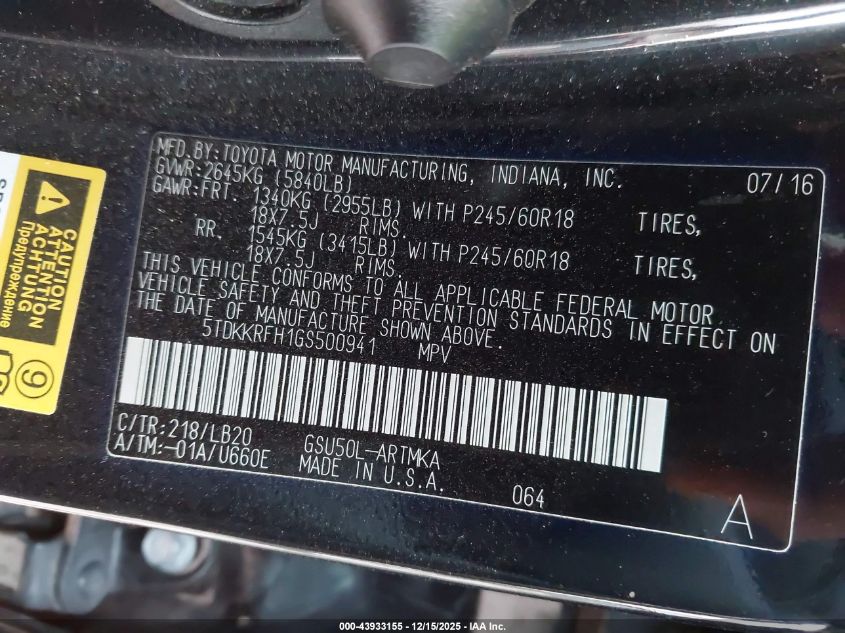 MFD. BY: TOYOTA MOTOR MANUFACTURING, INDIANA, INC. 07/16
GVWR: 2645KG (5840LB)
GAWR: FRT. 1340KG (2955LB) WITH P245/60R18 TIRES,
18X7.5J RIMS.
RR. 1545KG (3415LB) WITH P245/60R18 TIRES,
18X7.5J RIMS.
THIS VEHICLE CONFORMS TO ALL APPLICABLE FEDERAL MOTOR
VEHICLE SAFETY AND THEFT PREVENTION STANDARDS IN EFFECT ON
THE DATE OF MANUFACTURE SHOWN ABOVE.
5TDKKRFH1GS500941 MPV
C/TR: 218/LB20 GSU50L-ARTMKA
A/TM: -01A/U660E MADE IN U.S.A.
064
A
CAUTION
ATTENTION
ACHTUNG
Предупреждение
9
000-43933155 - 12/15/2025 - IAA Inc.